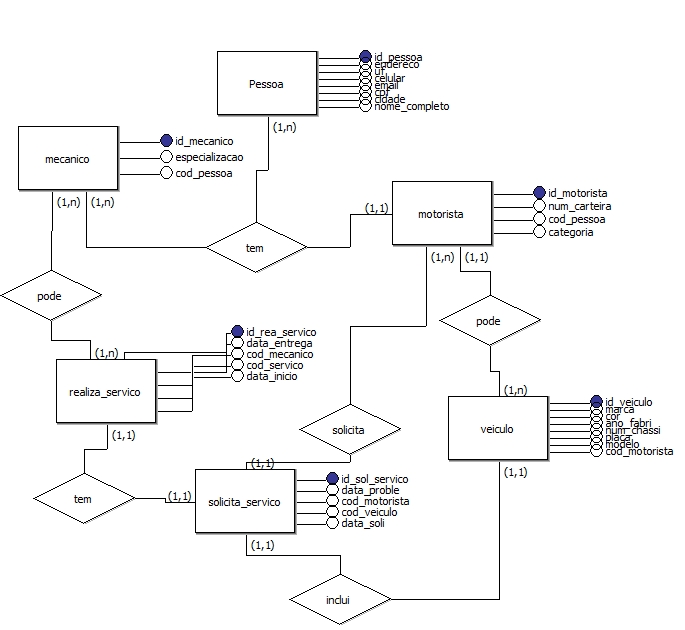 Pessoa
id_pessoa
endereco
uf
celular
email
cpf
cidade
nome_completo
(1,n)
mecanico
id_mecanico
especializacao
cod_pessoa
(1,n)
(1,n)
motorista
id_motorista
num_carteira
cod_pessoa
categoria
(1,1)
(1,n)
(1,1)
tem
pode
pode
(1,n)
realiza_servico
id_rea_servico
data_entrega
cod_mecanico
cod_servico
data_inicio
(1,1)
(1,n)
veiculo
id_veiculo
marca
cor
ano_fabri
num_chassi
placa
modelo
cod_motorista
(1,1)
solicita
(1,1)
tem
(1,1)
solicita_servico
id_sol_servico
data_proble
cod_motorista
cod_veiculo
data_soli
(1,1)
inclui